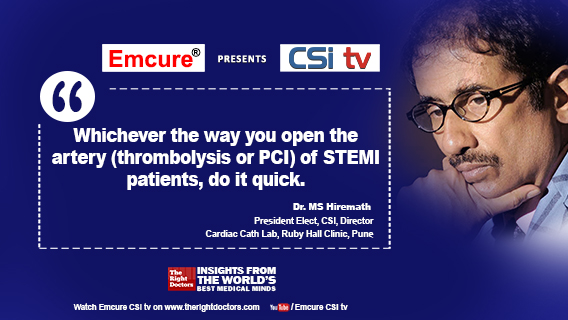 Emcure®
PRESENTS
CSi tv
Whichever the way you open the
artery (thrombolysis or PCI) of STEMI
patients, do it quick.
Dr. MS Hiremath
President Elect, CSI, Director
Cardiac Cath Lab, Ruby Hall Clinic, Pune
The
Right
Doctors
INSIGHTS FROM
THE WORLD'S
BEST MEDICAL MINDS
Watch Emcure CSI tv on www.therightdoctors.com YouTube / Emcure CSI tv